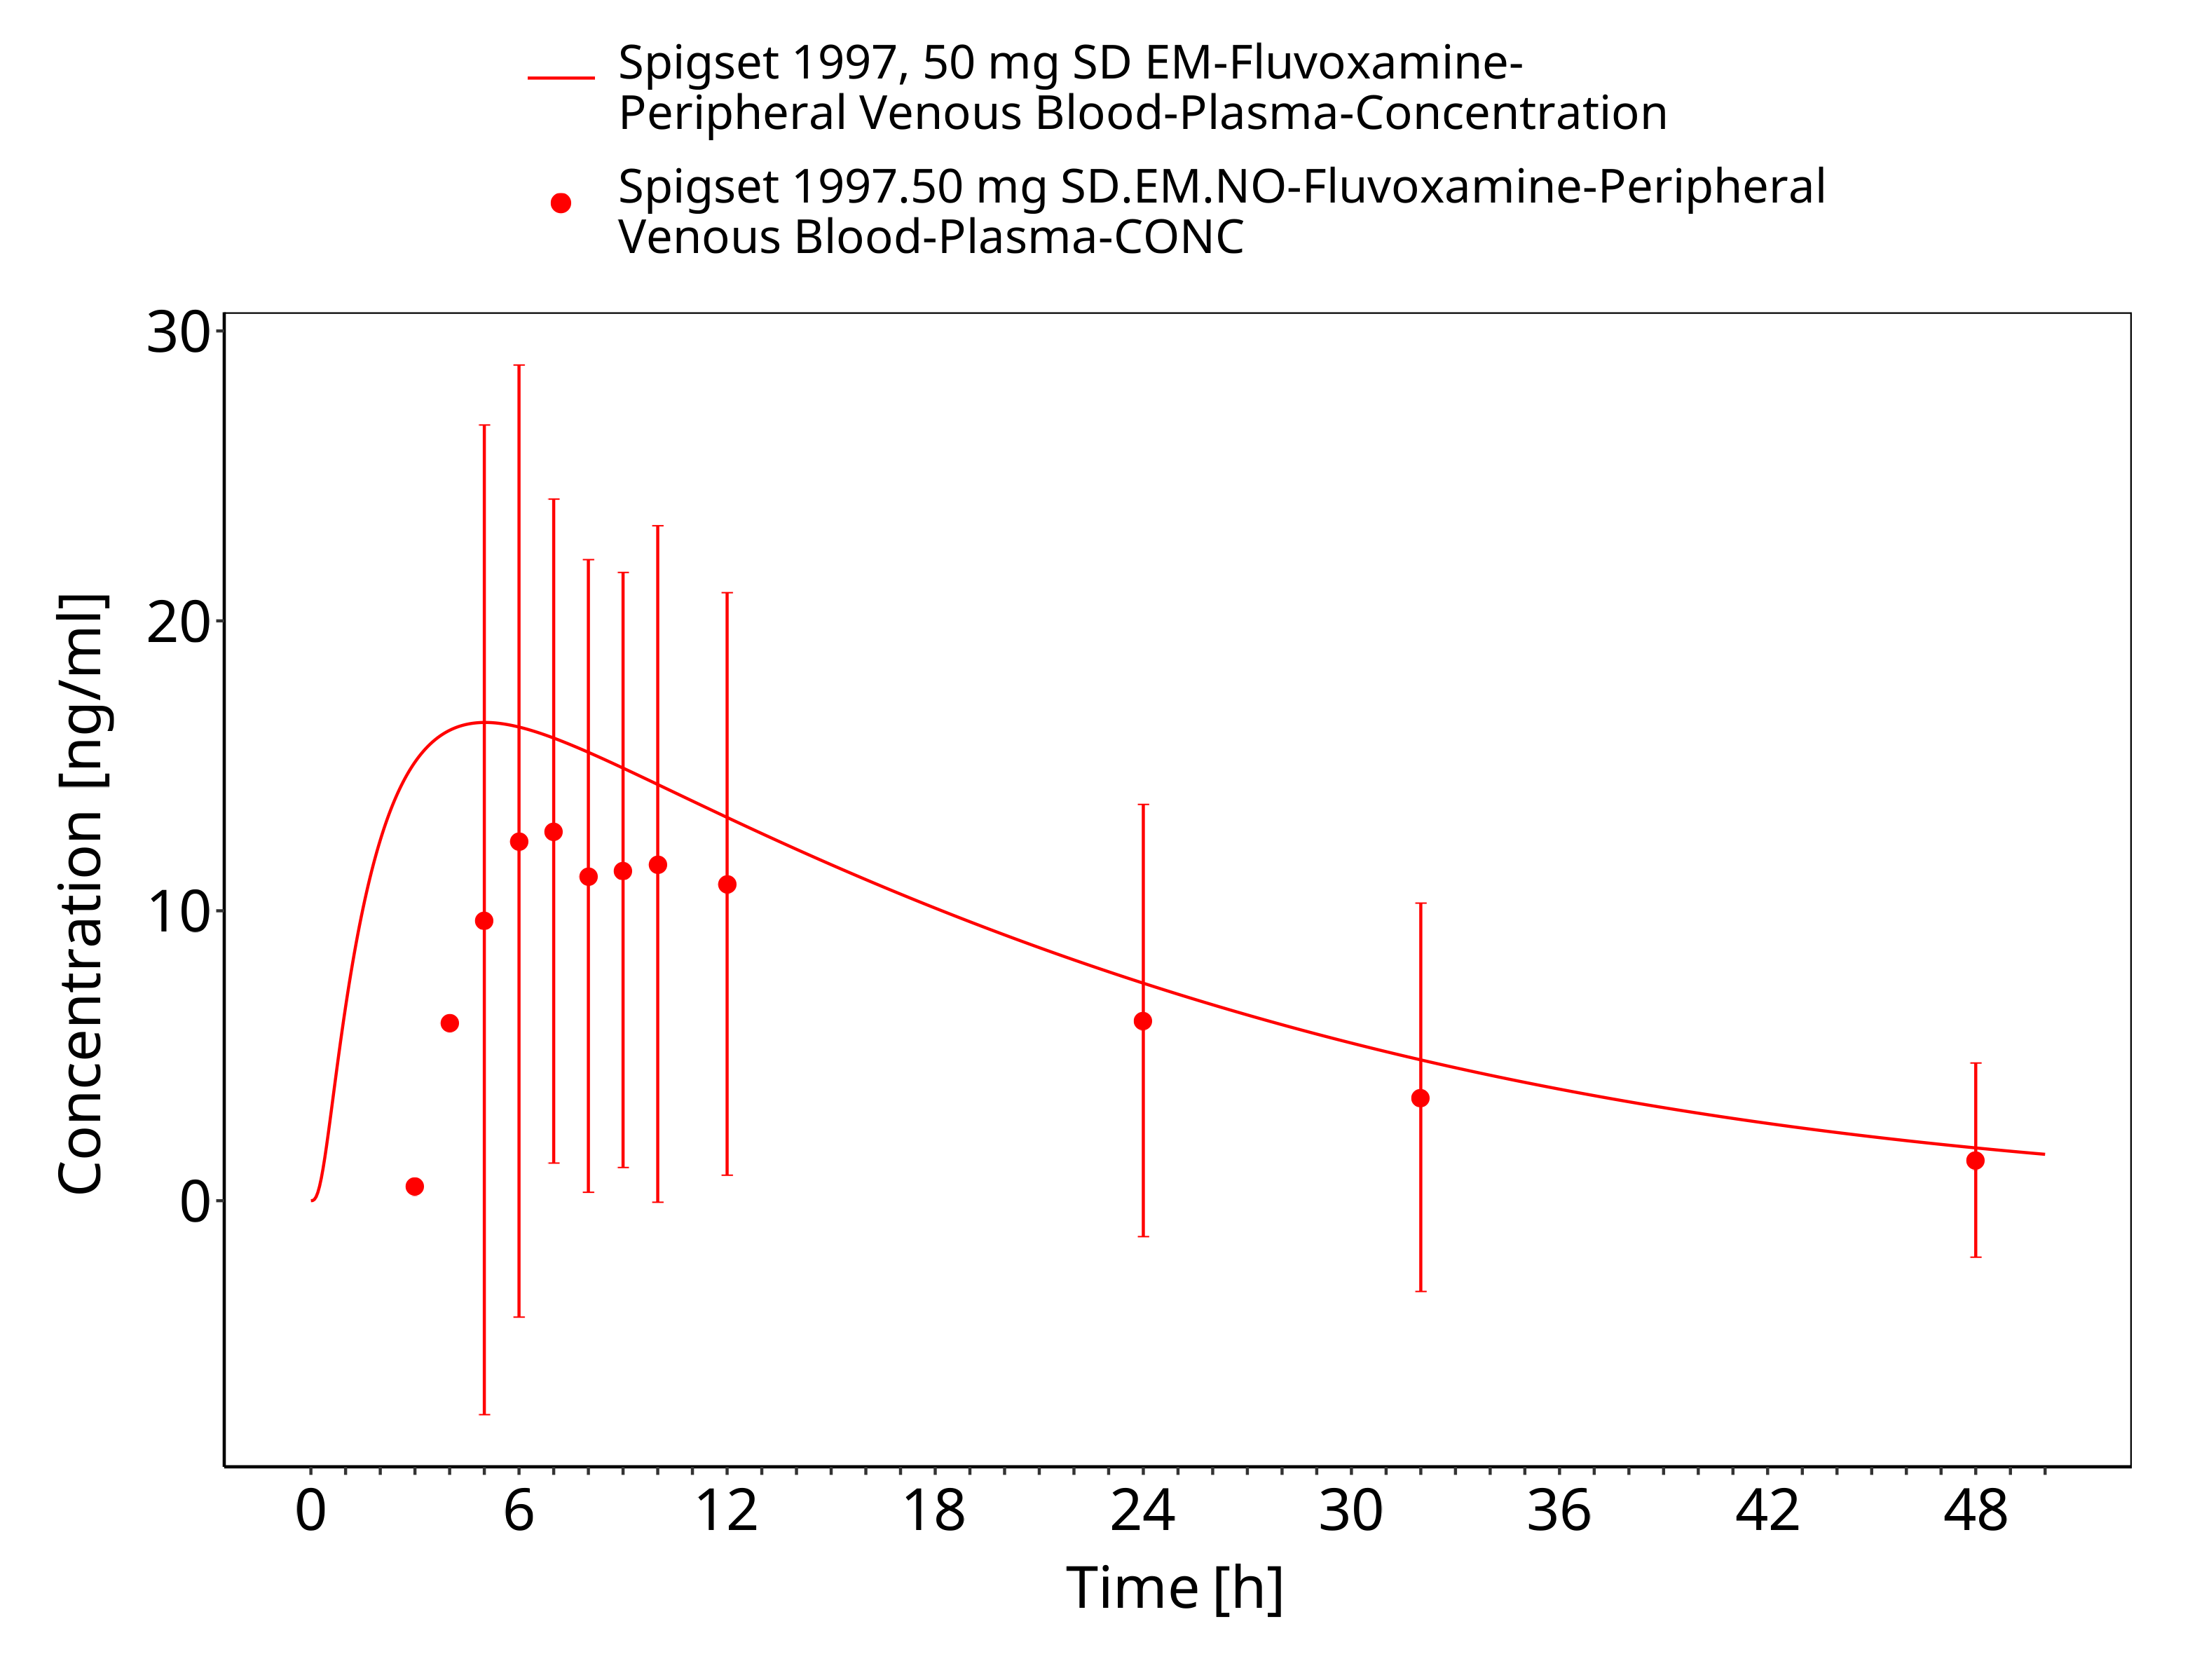 Spigset 1997, 50 mg SD EM-Fluvoxamine-
Peripheral Venous Blood-Plasma-Concentration
Spigset 1997.50 mg SD.EM.NO-Fluvoxamine-Peripheral
Venous Blood-Plasma-CONC
30
20
10
0
Concentration [ng/ml]
0 6 12 18 24 30 36 42 48
Time [h]